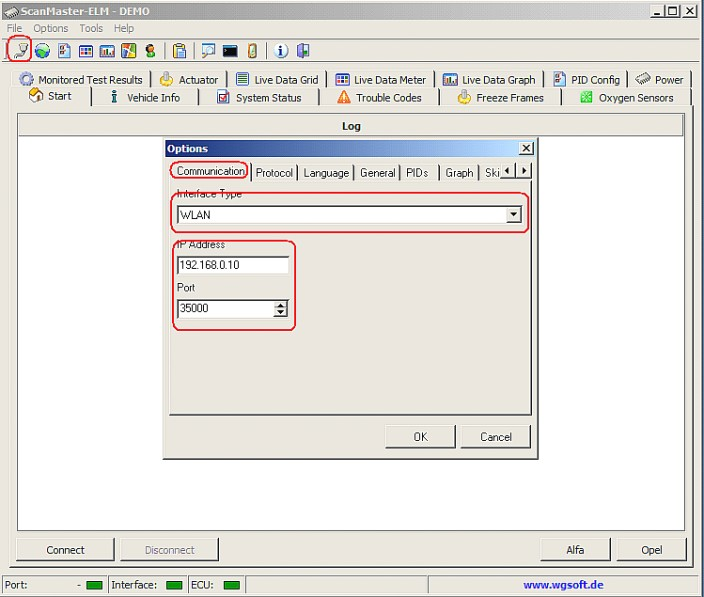 ScanMaster-ELM - DEMO
File Options Tools Help
Monitored Test Results Actuator Live Data Grid Live Data Meter Live Data Graph PID Config Power
Start Vehicle Info System Status Trouble Codes Freeze Frames Oxygen Sensors
Log
Options
Communication Protocol Language General PIDs Graph Ski
Interface Type
WLAN
IP Address
192.168.0.10
Port
35000
OK Cancel
Connect Disconnect Alfa Opel
Port: - Interface: ECU: www.wgsoft.de